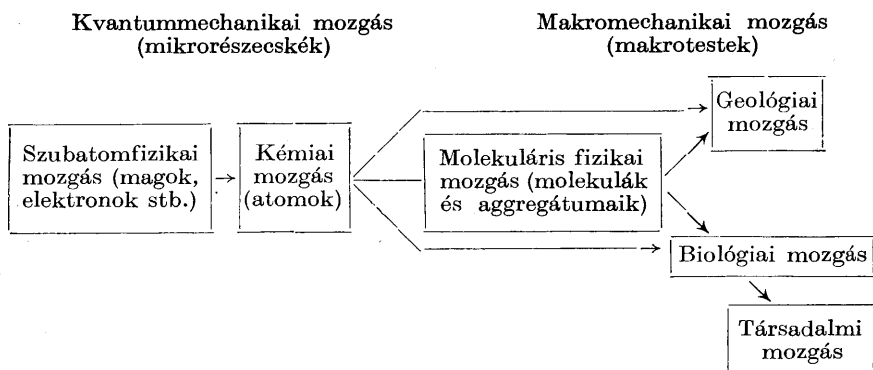 Kvantummechanikai mozgás
(mikrorészecskék)
Makromechanikai mozgás
(makrotestek)
Szubatomfizikai
mozgás (magok,
elektronok stb.)
Kémiai
mozgás
(atomok)
Molekuláris fizikai
mozgás (molekulák
és aggregátumaik)
Geológiai
mozgás
Biológiai mozgás
Társadalmi
mozgás